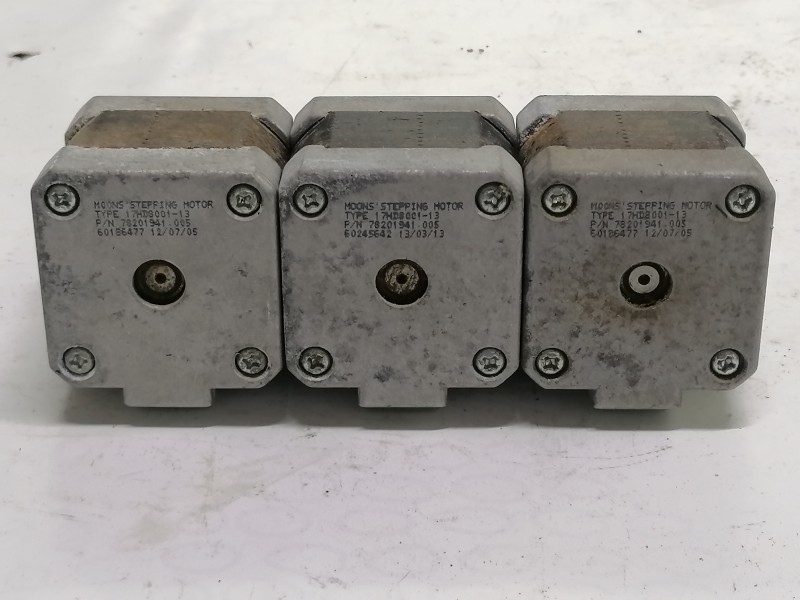 MOONS' STEPPING MOTOR
TYPE 17HD8001-13
P/N 78201941.005
60186477 12/07/05
MOONS' STEPPING MOTOR
TYPE 17HD8001-13
P/N 78201941.005
60245642 13/03/13
MOONS' STEPPING MOTOR
TYPE 17HD8001-13
P/N 78201941.005
60186477 12/07/05